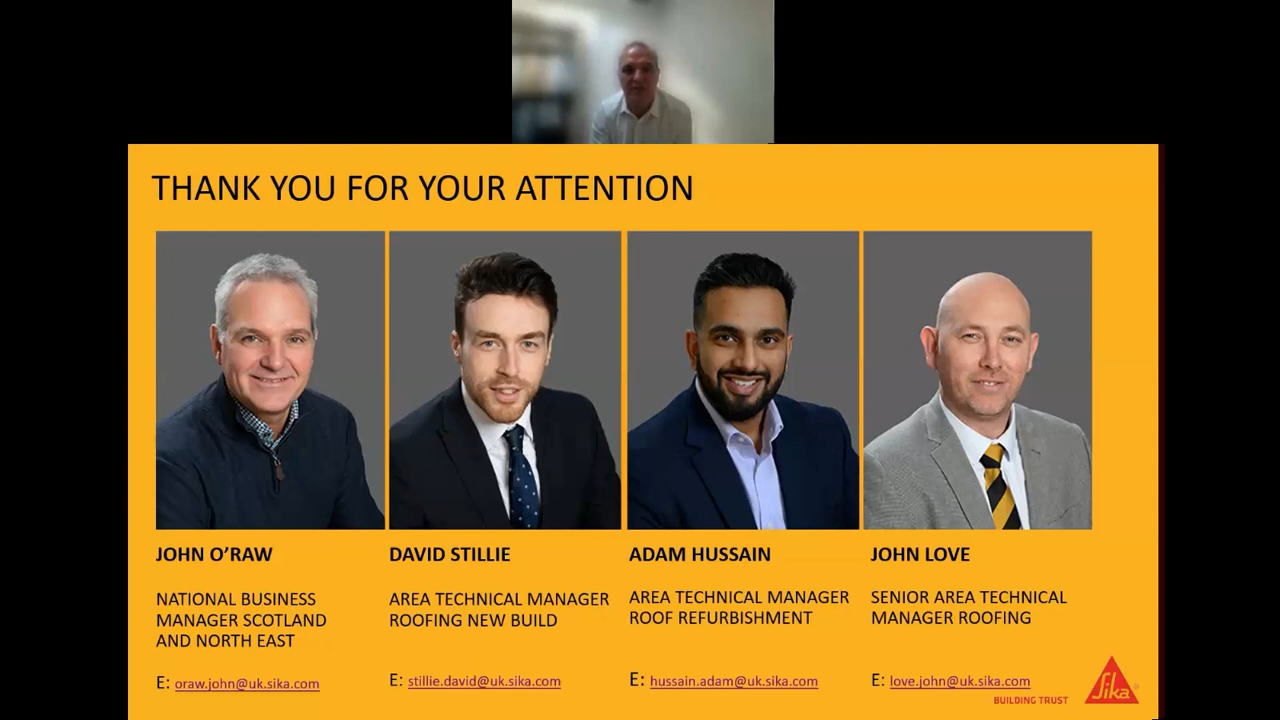 THANK YOU FOR YOUR ATTENTION
JOHN O'RAW
NATIONAL BUSINESS
MANAGER SCOTLAND
AND NORTH EAST
E: oraw.john@uk.sika.com
DAVID STILLIE
AREA TECHNICAL MANAGER
ROOFING NEW BUILD
E: stillie.david@uk.sika.com
ADAM HUSSAIN
AREA TECHNICAL MANAGER
ROOF REFURBISHMENT
E: hussain.adam@uk.sika.com
JOHN LOVE
SENIOR AREA TECHNICAL
MANAGER ROOFING
E: love.john@uk.sika.com
BUILDING TRUST
Sika®